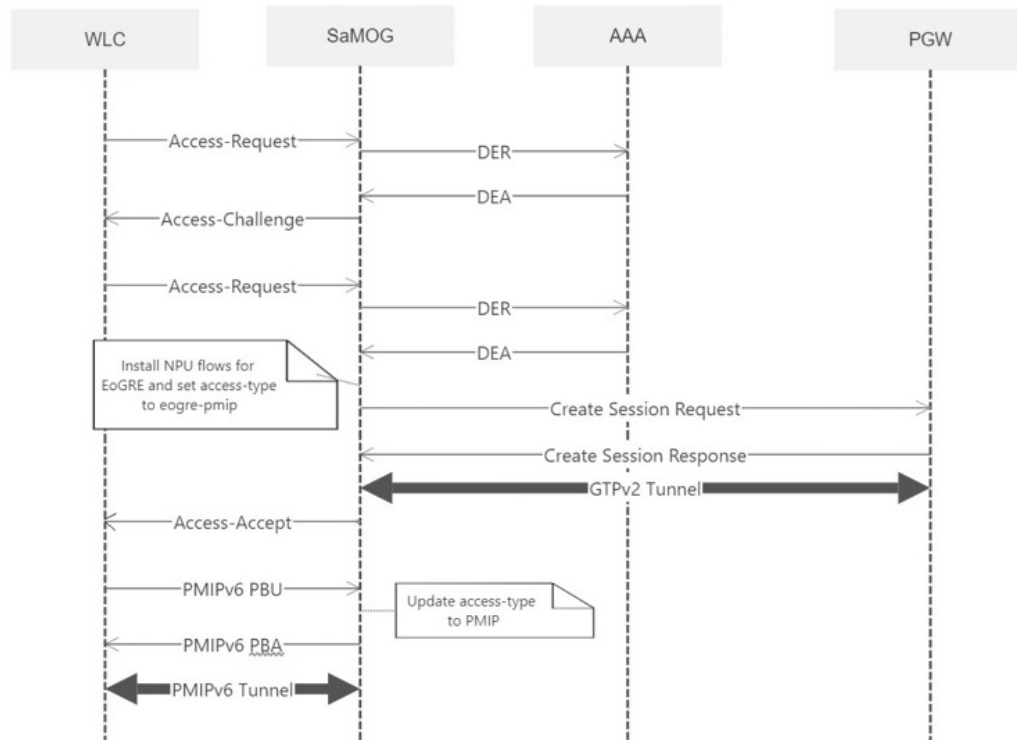 WLC
SaMOG
AAA
PGW
Access-Request
DER
DEA
Access-Challenge
Access-Request
DER
DEA
Install NPU flows for
EoGRE and set access-type
to eogre-pmip
Create Session Request
Create Session Response
GTPv2 Tunnel
Access-Accept
PMIPv6 PBU
Update access-type
to PMIP
PMIPv6 PBA
PMIPv6 Tunnel